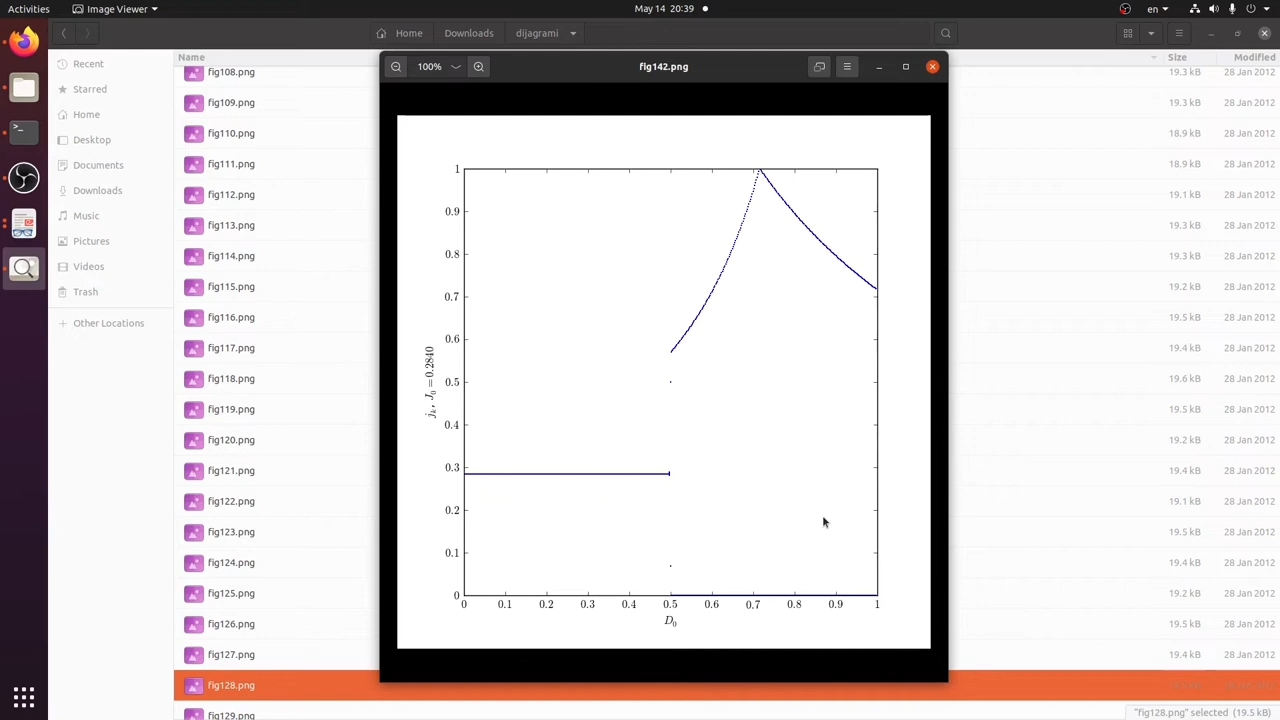 Activities Image Viewer May 14 20:39 en
Home Downloads dijagrami
Recent
Starred
Home
Desktop
Documents
Downloads
Music
Pictures
Videos
Trash
Other Locations
Name Size Modified
fig108.png 19.3 kB 28 Jan 2012
fig109.png 19.3 kB 28 Jan 2012
fig110.png 18.9 kB 28 Jan 2012
fig111.png 18.9 kB 28 Jan 2012
fig112.png 19.1 kB 28 Jan 2012
fig113.png 19.3 kB 28 Jan 2012
fig114.png 19.3 kB 28 Jan 2012
fig115.png 19.2 kB 28 Jan 2012
fig116.png 19.5 kB 28 Jan 2012
fig117.png 19.4 kB 28 Jan 2012
fig118.png 19.6 kB 28 Jan 2012
fig119.png 19.5 kB 28 Jan 2012
fig120.png 19.2 kB 28 Jan 2012
fig121.png 19.4 kB 28 Jan 2012
fig122.png 19.1 kB 28 Jan 2012
fig123.png 19.5 kB 28 Jan 2012
fig124.png 19.2 kB 28 Jan 2012
fig125.png 19.2 kB 28 Jan 2012
fig126.png 19.5 kB 28 Jan 2012
fig127.png 19.4 kB 28 Jan 2012
fig128.png
fig129.png
"fig128.png" selected (19.5 kB)
100% fig142.png
1
0.9
0.8
0.7
0.6
0.5
0.4
0.3
0.2
0.1
0
j_k, J_0 = 0.2840
0 0.1 0.2 0.3 0.4 0.5 0.6 0.7 0.8 0.9 1
D_0